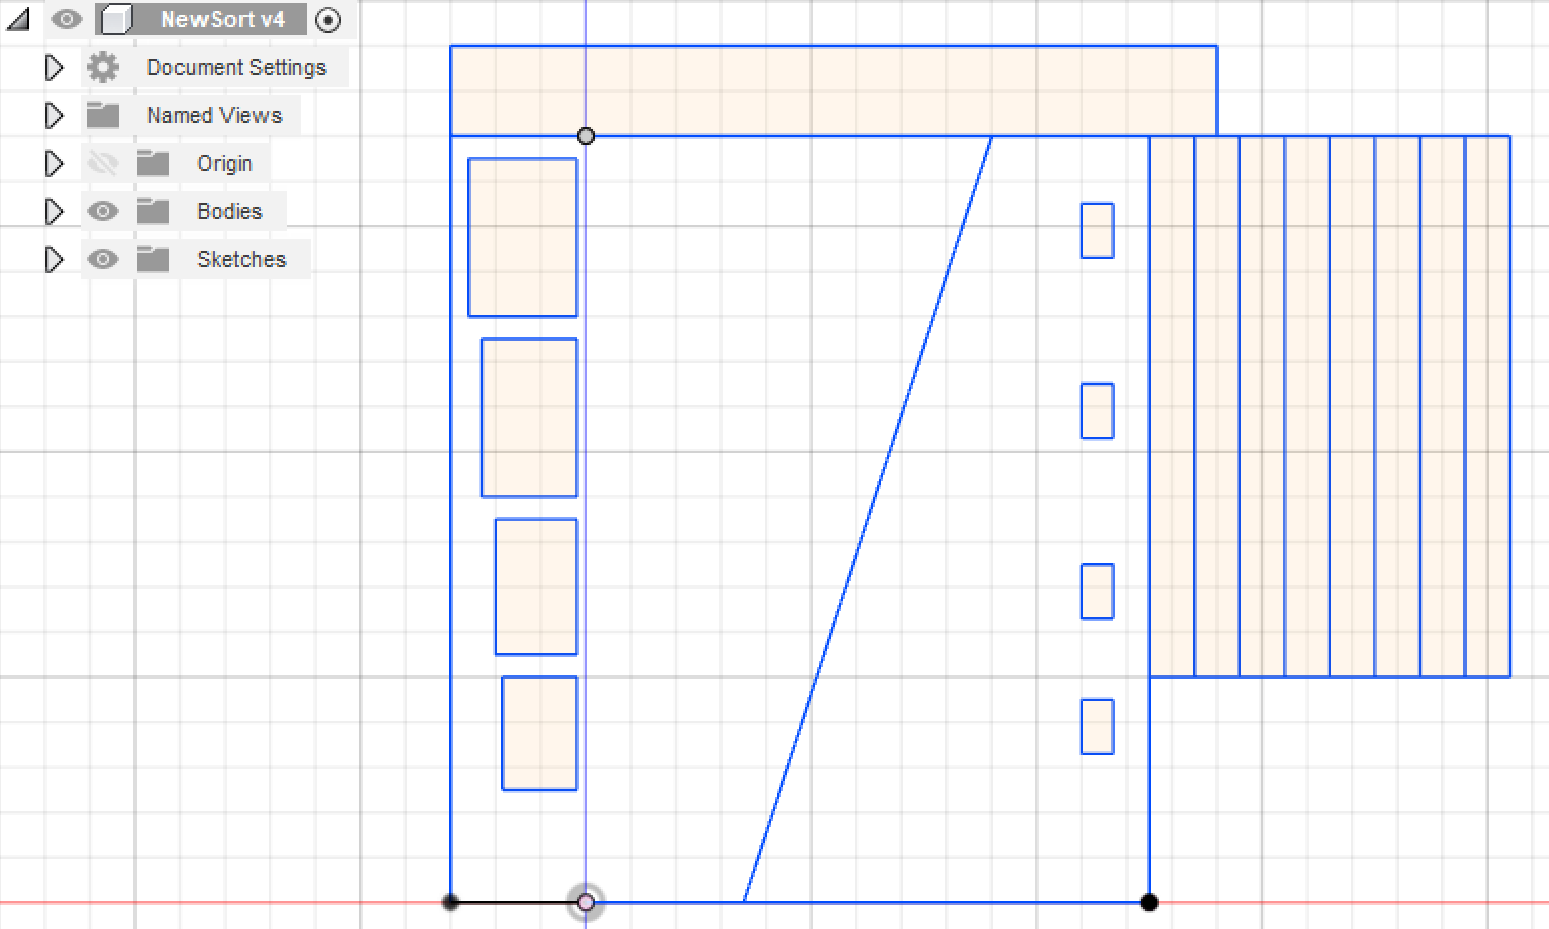 NewSort v4
Document Settings
Named Views
Origin
Bodies
Sketches